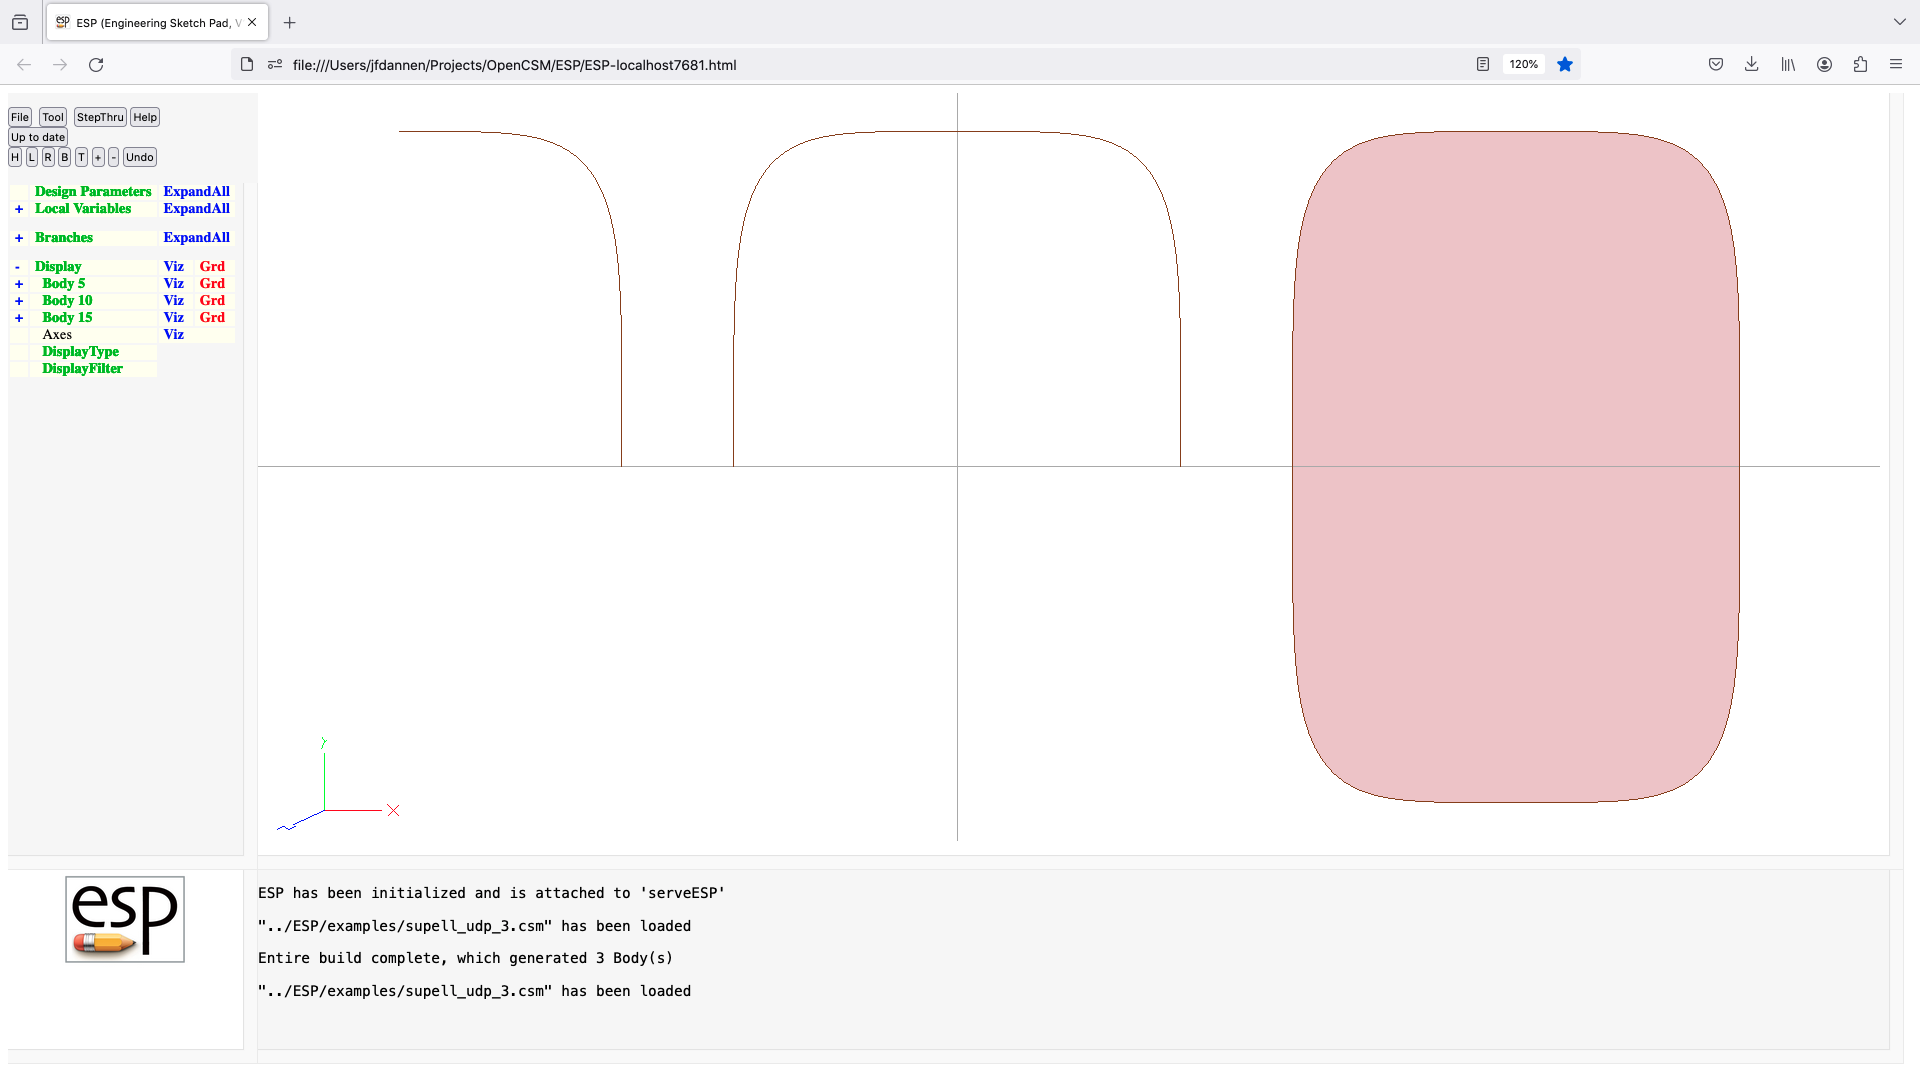 ESP (Engineering Sketch Pad, V
file:///Users/jfdannen/Projects/OpenCSM/ESP/ESP-localhost7681.html
120%
File Tool StepThru Help
Up to date
H L R B T + - Undo
Design Parameters ExpandAll
+ Local Variables ExpandAll
+ Branches ExpandAll
- Display Viz Grd
+ Body 5 Viz Grd
+ Body 10 Viz Grd
+ Body 15 Viz Grd
Axes Viz
DisplayType
DisplayFilter
Y
X
Z
esp
ESP has been initialized and is attached to 'serveESP'
"../ESP/examples/supell_udp_3.csm" has been loaded
Entire build complete, which generated 3 Body(s)
"../ESP/examples/supell_udp_3.csm" has been loaded